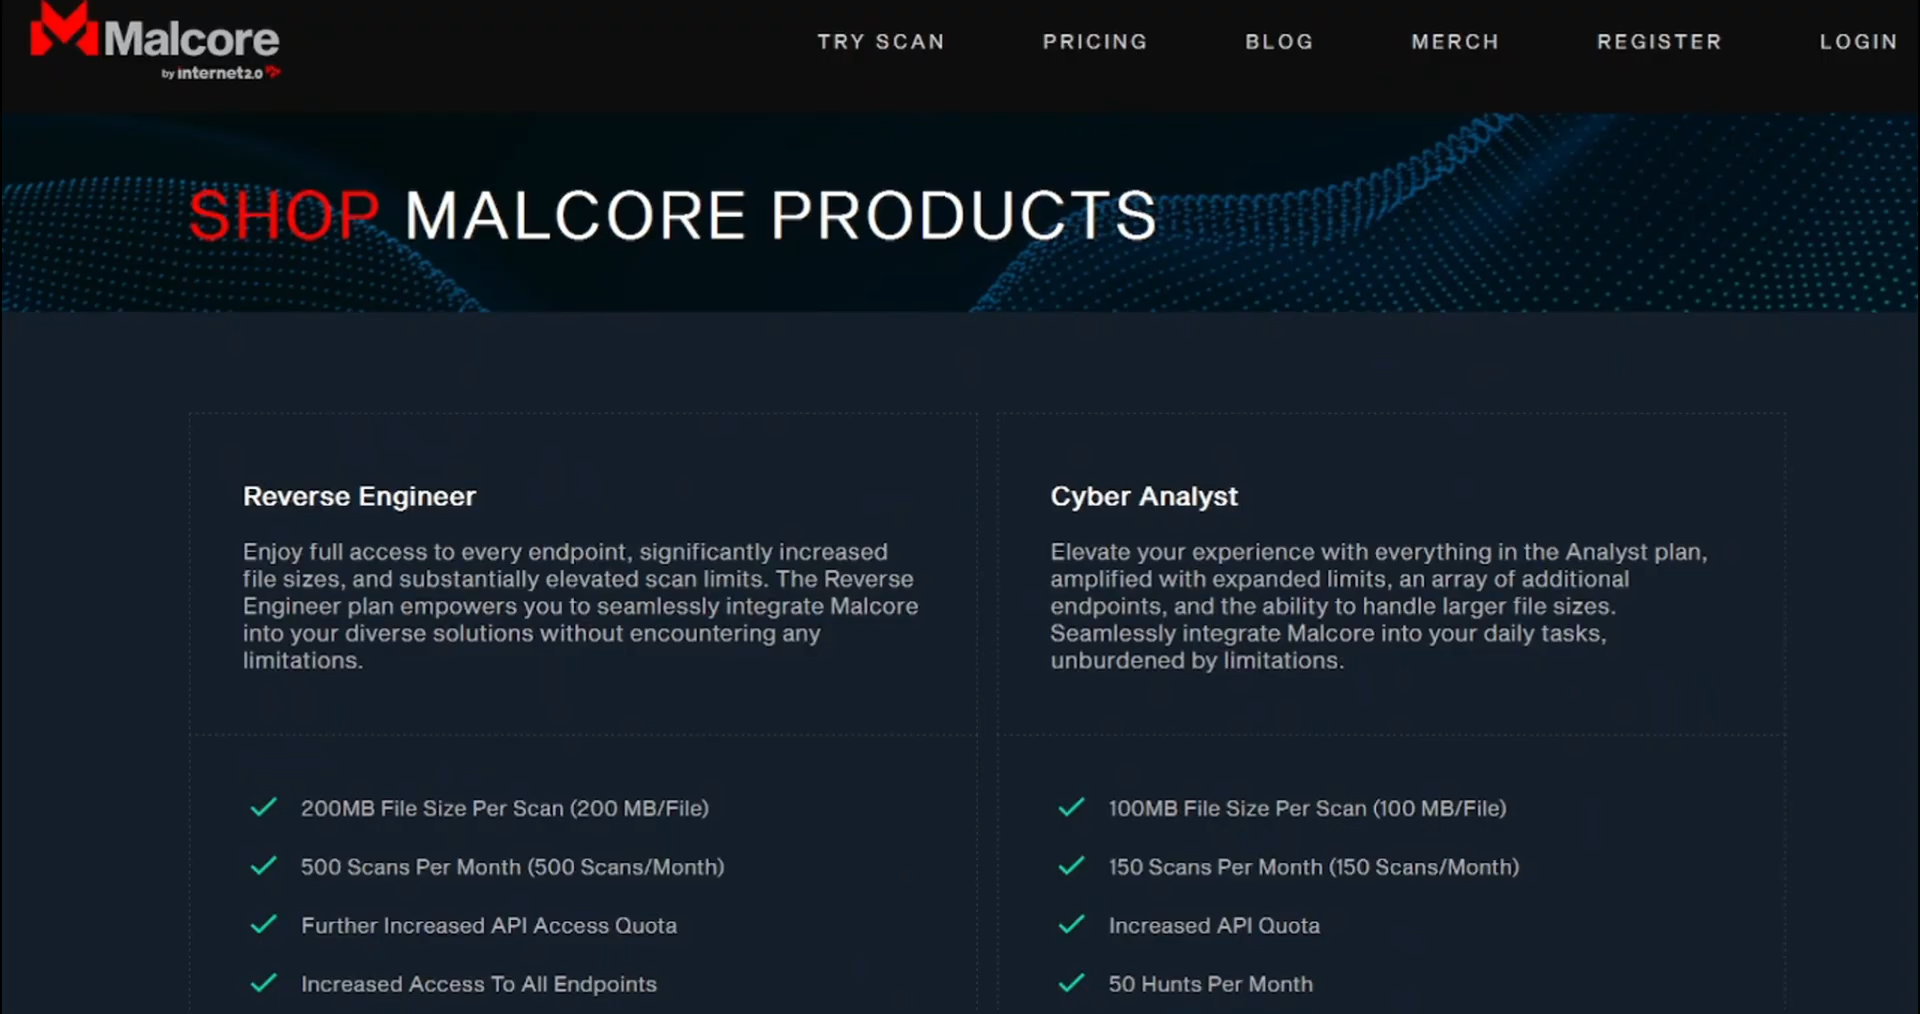 Malcore
by internet2.0
TRY SCAN
PRICING
BLOG
MERCH
REGISTER
LOGIN
SHOP MALCORE PRODUCTS
Reverse Engineer
Enjoy full access to every endpoint, significantly increased
file sizes, and substantially elevated scan limits. The Reverse
Engineer plan empowers you to seamlessly integrate Malcore
into your diverse solutions without encountering any
limitations.
200MB File Size Per Scan (200 MB/File)
500 Scans Per Month (500 Scans/Month)
Further Increased API Access Quota
Increased Access To All Endpoints
Cyber Analyst
Elevate your experience with everything in the Analyst plan,
amplified with expanded limits, an array of additional
endpoints, and the ability to handle larger file sizes.
Seamlessly integrate Malcore into your daily tasks,
unburdened by limitations.
100MB File Size Per Scan (100 MB/File)
150 Scans Per Month (150 Scans/Month)
Increased API Quota
50 Hunts Per Month